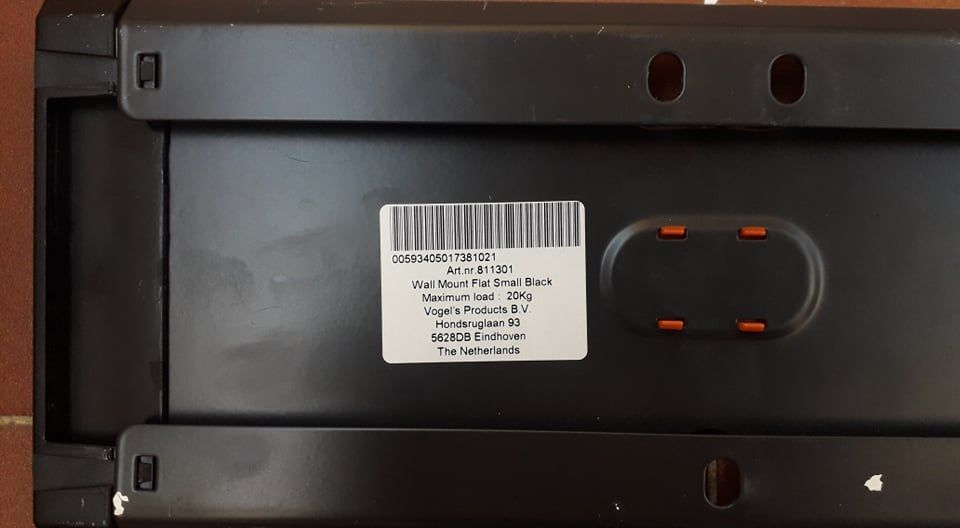 00593405017381021
Art.nr.811301
Wall Mount Flat Small Black
Maximum load : 20Kg
Vogel's Products B.V.
Hondsruglaan 93
5628DB Eindhoven
The Netherlands